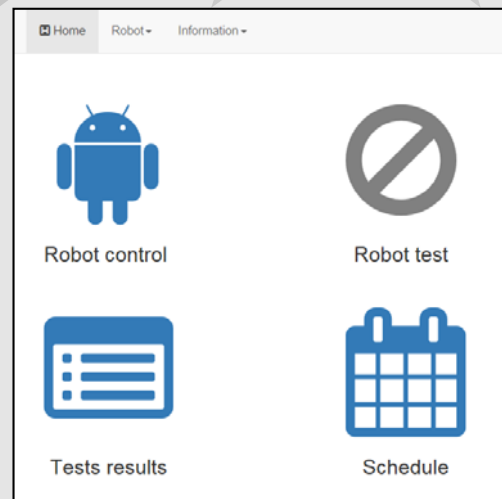 Home Robot Information
Robot control Robot test
Tests results Schedule